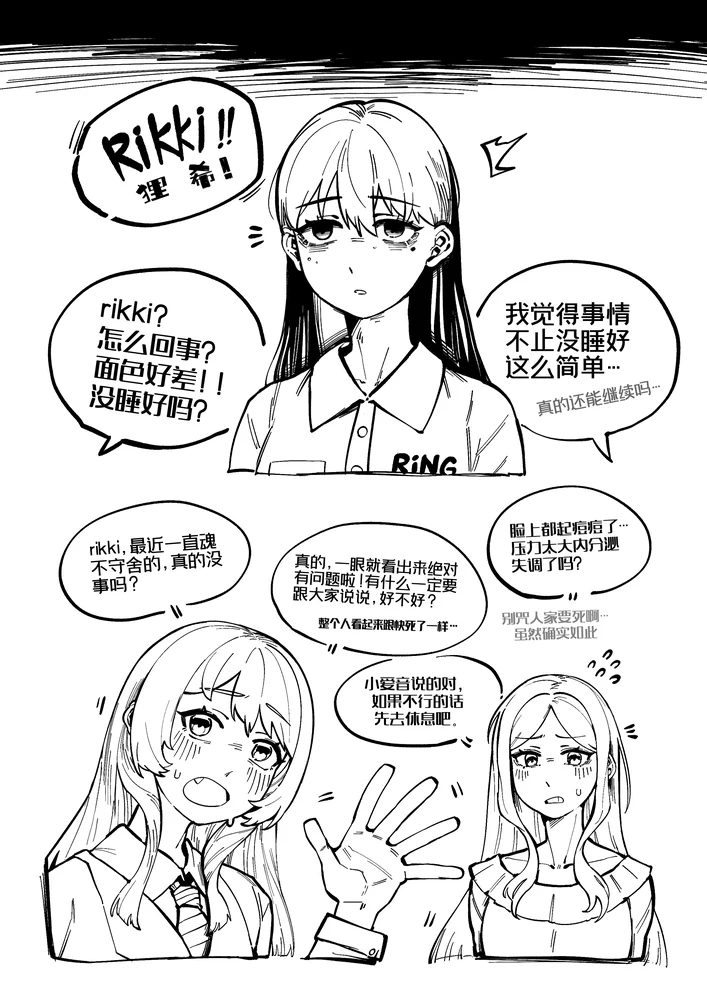 Rikki!!
狸 希!
rikki?
怎么回事?
面色好差!!
没睡好吗?
我觉得事情
不止没睡好
这么简单…
真的还能继续吗…
RiNG
rikki,最近一直魂
不守舍的,真的没
事吗?
真的,一眼就看出来绝对
有问题啦!有什么一定要
跟大家说说,好不好?
整个人看起来跟快死了一样…
脸上都起痘痘了…
压力太大内分泌
失调了吗?
别咒人家要死啊…
虽然确实如此
小爱音说的对,
如果不行的话
先去休息吧。